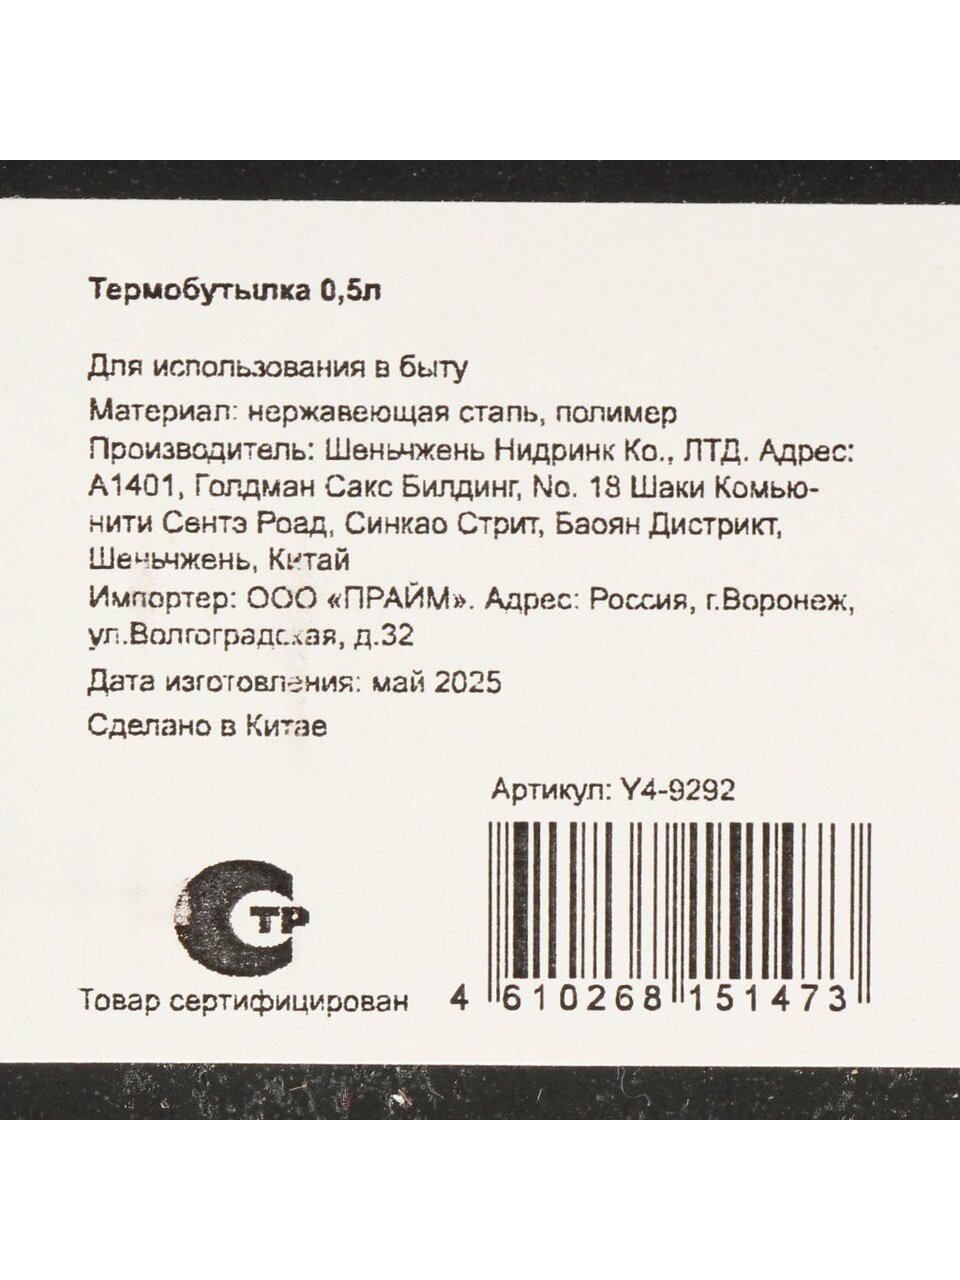 Термобутылка 0,5л
Для использования в быту
Материал: нержавеющая сталь, полимер
Производитель: Шеньчжень Нидринк Ко., ЛТД. Адрес:
А1401, Голдман Сакс Билдинг, No. 18 Шаки Комью-
нити Сентэ Роад, Синкао Стрит, Баоян Дистрикт,
Шеньчжень, Китай
Импортер: ООО «ПРАЙМ». Адрес: Россия, г.Воронеж,
ул.Волгоградская, д.32
Дата изготовления: май 2025
Сделано в Китае
Артикул: Y4-9292
СТР
Товар сертифицирован
4 610268 151473